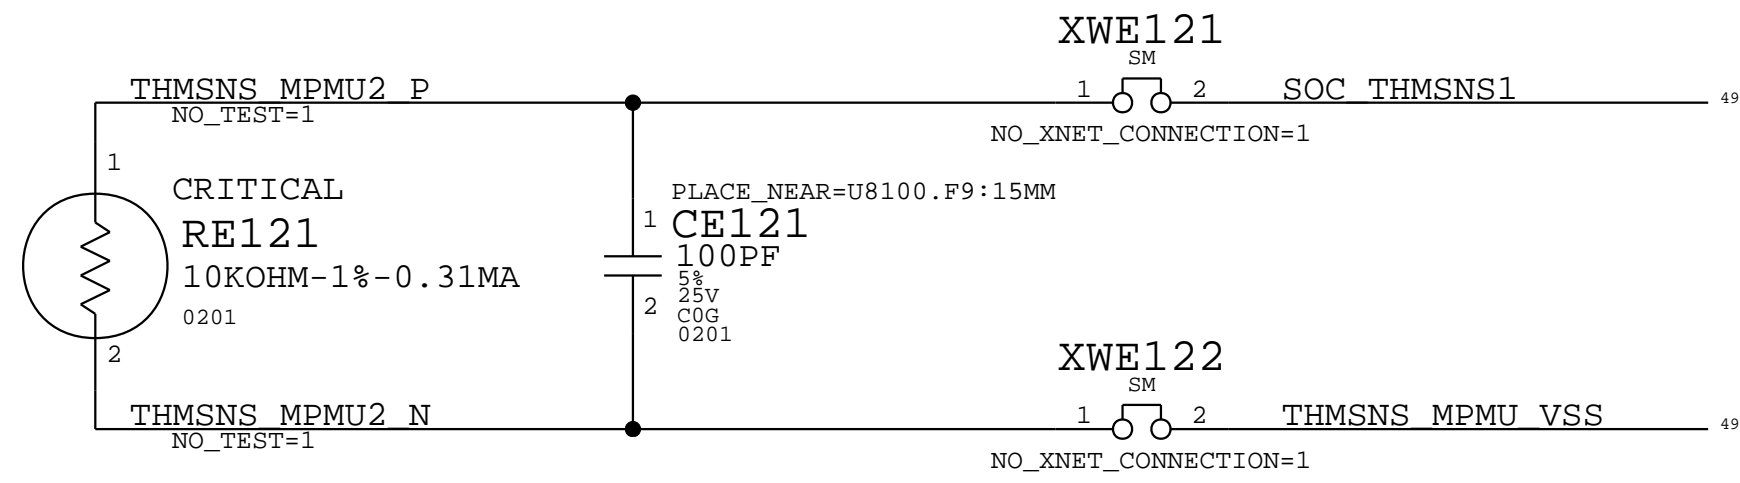 XWE121
SM
THMSNS_MPMU2_P
1
2
SOC_THMSNS1
49
NO_TEST=1
NO_XNET_CONNECTION=1
1
CRITICAL
RE121
10KOHM-1%-0.31MA
0201
2
PLACE_NEAR=U8100.F9:15MM
1
CE121
100PF
5%
25V
2
C0G
0201
XWE122
SM
THMSNS_MPMU2_N
1
2
THMSNS_MPMU_VSS
49
NO_TEST=1
NO_XNET_CONNECTION=1